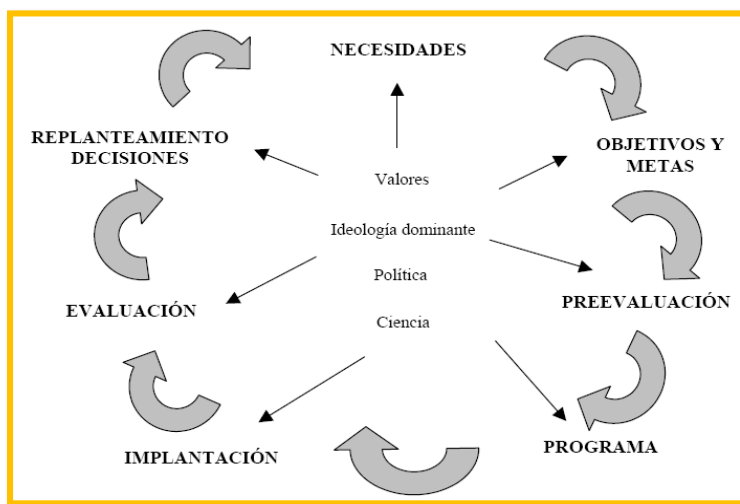 NECESIDADES
OBJETIVOS Y
METAS
PREEVALUACIÓN
PROGRAMA
IMPLANTACIÓN
EVALUACIÓN
REPLANTEAMIENTO
DECISIONES
Valores
Ideología dominante
Política
Ciencia